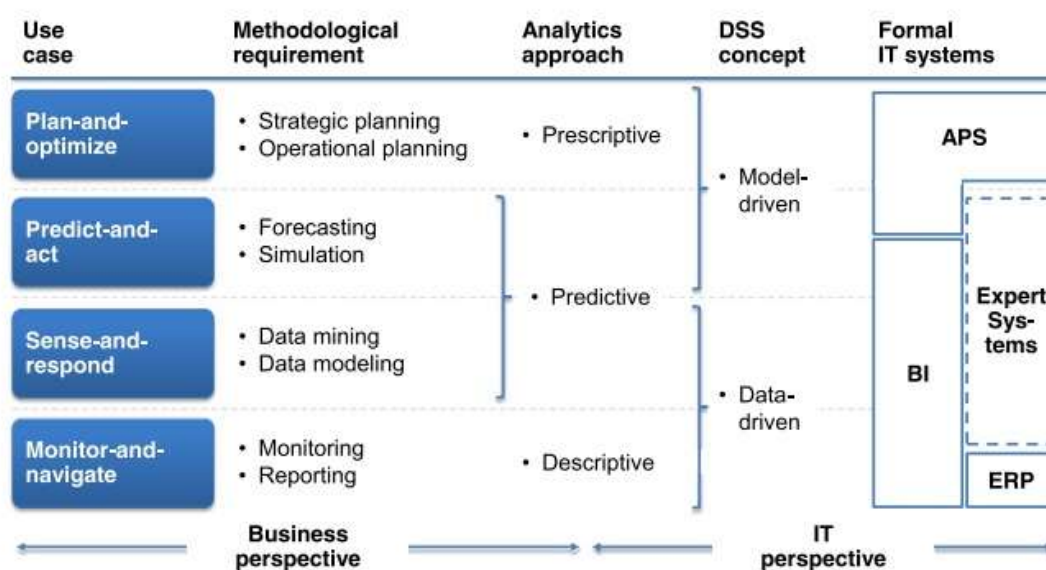 Use case
Methodological requirement
Analytics approach
DSS concept
Formal IT systems
Plan-and-
optimize
• Strategic planning
• Operational planning
• Prescriptive
• Model-
driven
APS
Predict-and-
act
• Forecasting
• Simulation
• Predictive
Sense-and-
respond
• Data mining
• Data modeling
• Data-
driven
BI
Expert
Sys-
tems
Monitor-and-
navigate
• Monitoring
• Reporting
• Descriptive
ERP
Business
perspective
IT
perspective